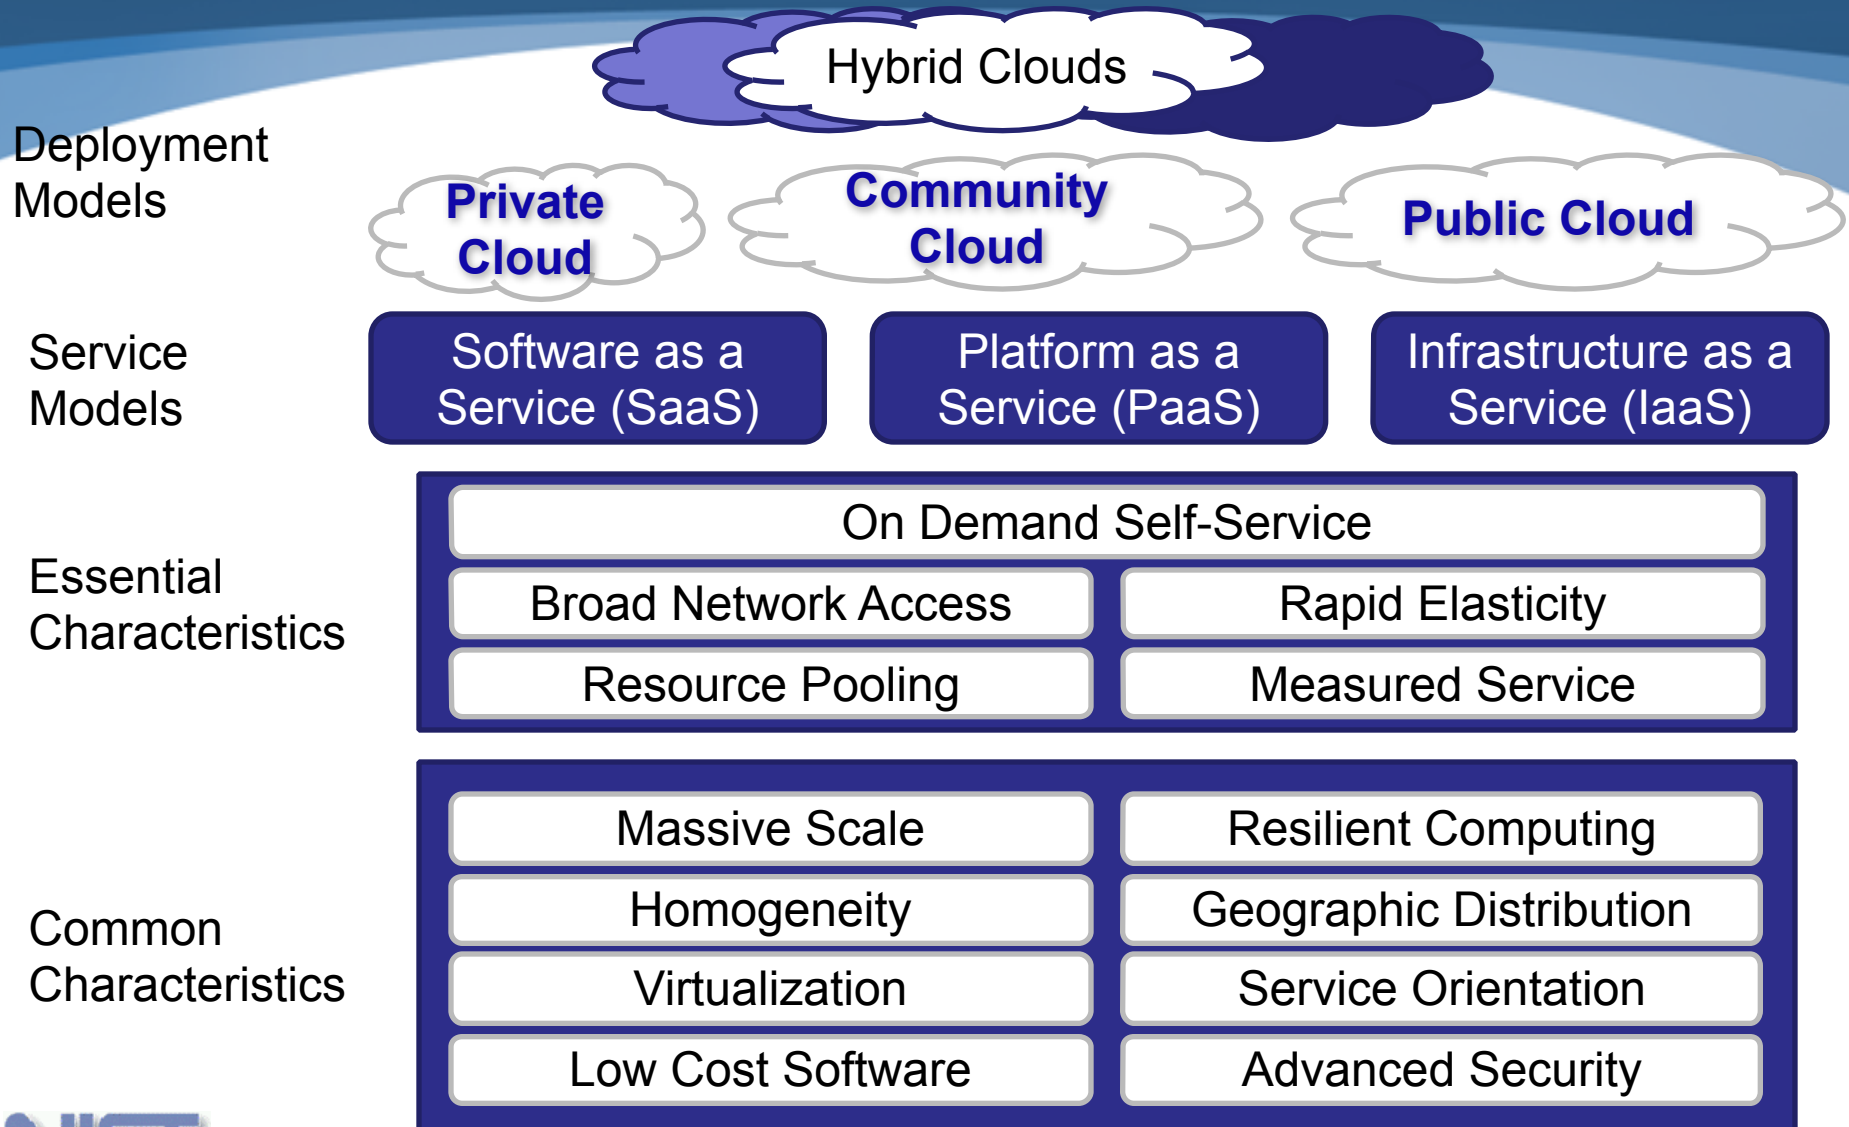 Hybrid Clouds
Deployment
Models
Private
Cloud
Community
Cloud
Public Cloud
Service
Models
Software as a
Service (SaaS)
Platform as a
Service (PaaS)
Infrastructure as a
Service (IaaS)
Essential
Characteristics
On Demand Self-Service
Broad Network Access
Rapid Elasticity
Resource Pooling
Measured Service
Common
Characteristics
Massive Scale
Resilient Computing
Homogeneity
Geographic Distribution
Virtualization
Service Orientation
Low Cost Software
Advanced Security